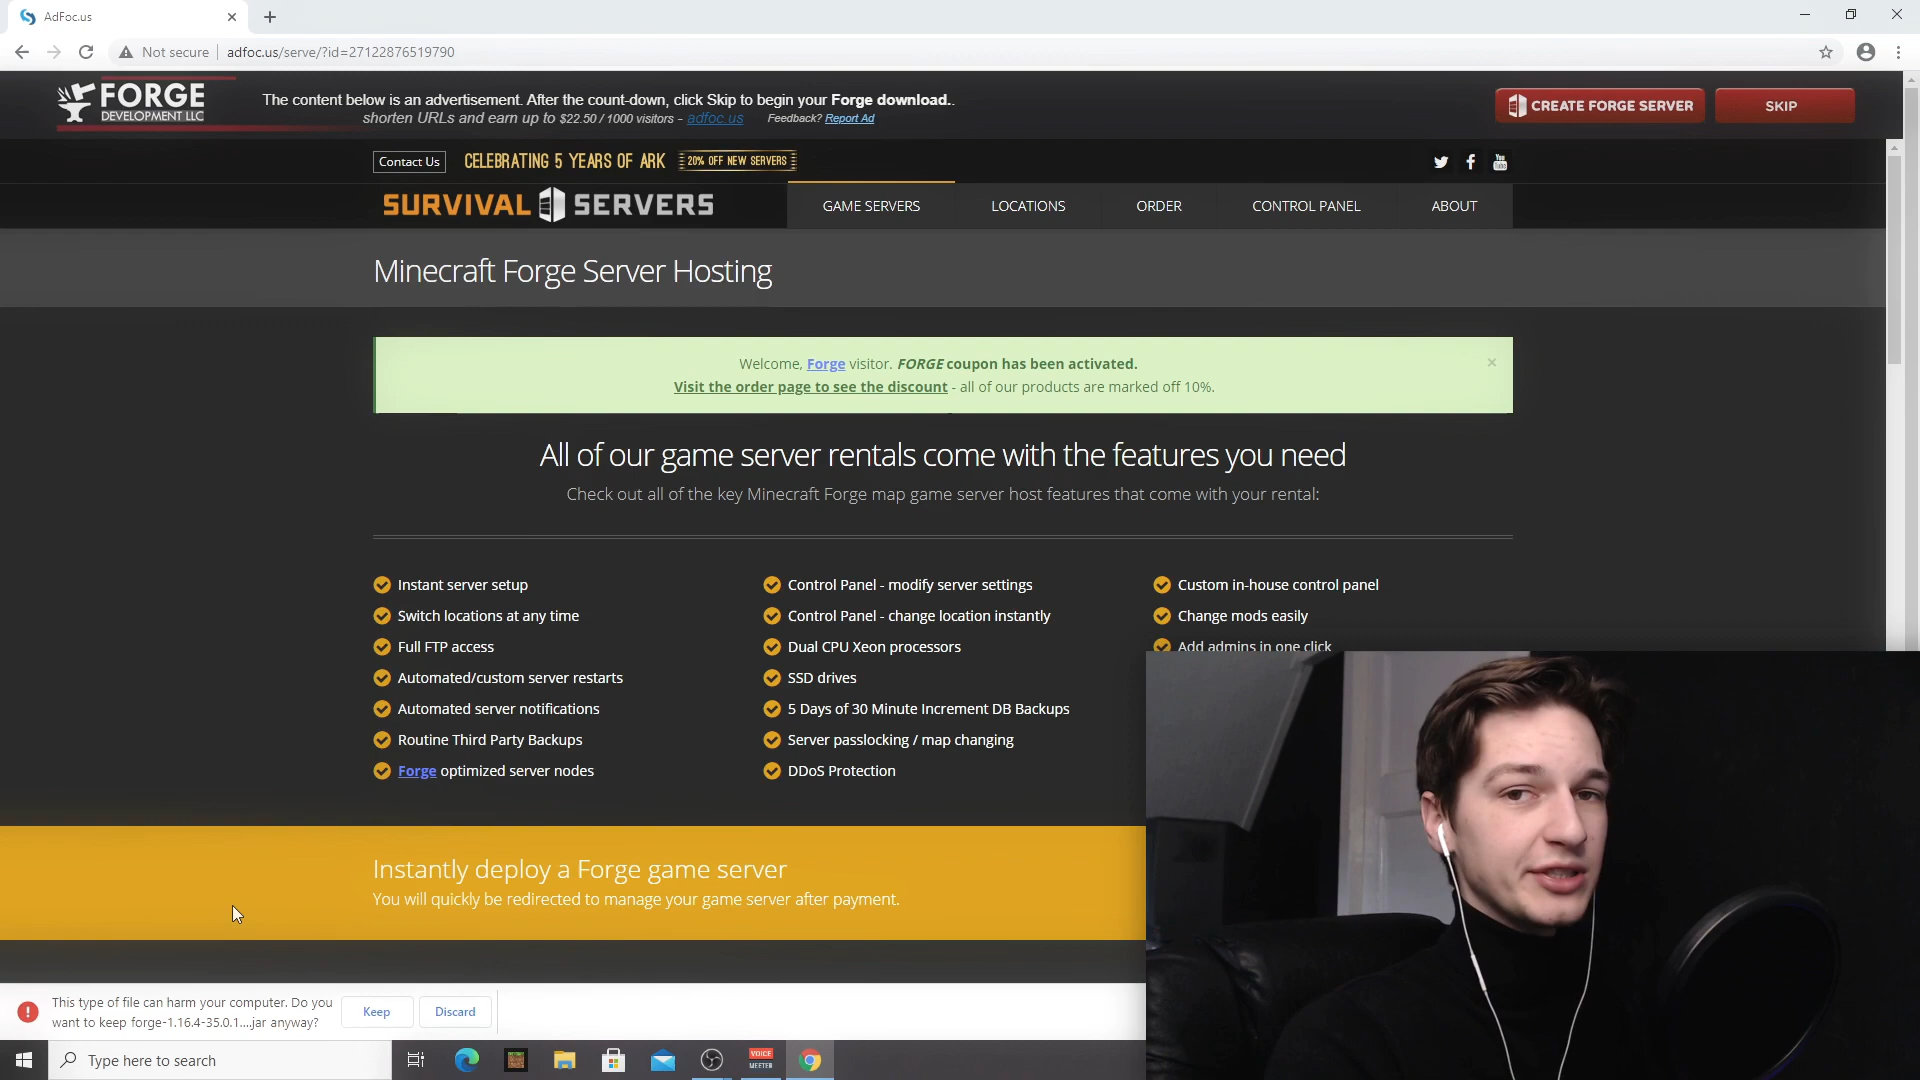 AdFoc.us
Not secure
adfoc.us/serve/?id=27122876519790
FORGE
DEVELOPMENT LLC
The content below is an advertisement. After the count-down, click Skip to begin your Forge download..
shorten URLs and earn up to $22.50 / 1000 visitors - adfoc.us Feedback? Report Ad
CREATE FORGE SERVER
SKIP
Contact Us
CELEBRATING 5 YEARS OF ARK
20% OFF NEW SERVERS
You Tube
SURVIVAL SERVERS
GAME SERVERS
LOCATIONS
ORDER
CONTROL PANEL
ABOUT
Minecraft Forge Server Hosting
Welcome, Forge visitor. FORGE coupon has been activated.
Visit the order page to see the discount - all of our products are marked off 10%.
All of our game server rentals come with the features you need
Check out all of the key Minecraft Forge map game server host features that come with your rental:
Instant server setup
Switch locations at any time
Full FTP access
Automated/custom server restarts
Automated server notifications
Routine Third Party Backups
Forge optimized server nodes
Control Panel - modify server settings
Control Panel - change location instantly
Dual CPU Xeon processors
SSD drives
5 Days of 30 Minute Increment DB Backups
Server passlocking / map changing
DDoS Protection
Custom in-house control panel
Change mods easily
Add admins in one click
Instantly deploy a Forge game server
You will quickly be redirected to manage your game server after payment.
This type of file can harm your computer. Do you
want to keep forge-1.16.4-35.0.1....jar anyway?
Keep
Discard
Type here to search
VOICE
MEETER